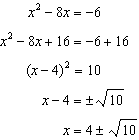 x² − 8x = −6
x² − 8x + 16 = −6 + 16
(x − 4)² = 10
x − 4 = ±√10
x = 4 ± √10